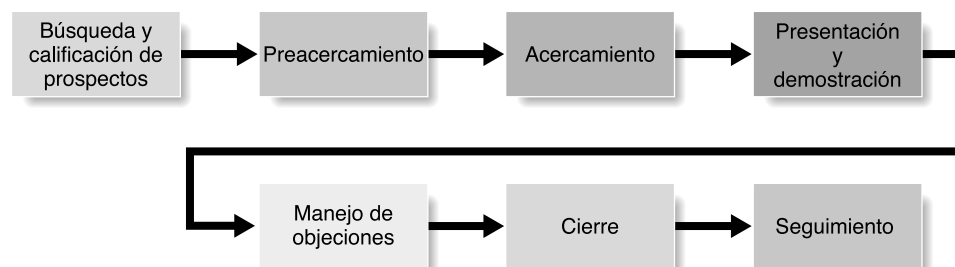 Búsqueda y
calificación de
prospectos
Preacercamiento
Acercamiento
Presentación
y
demostración
Manejo de
objeciones
Cierre
Seguimiento